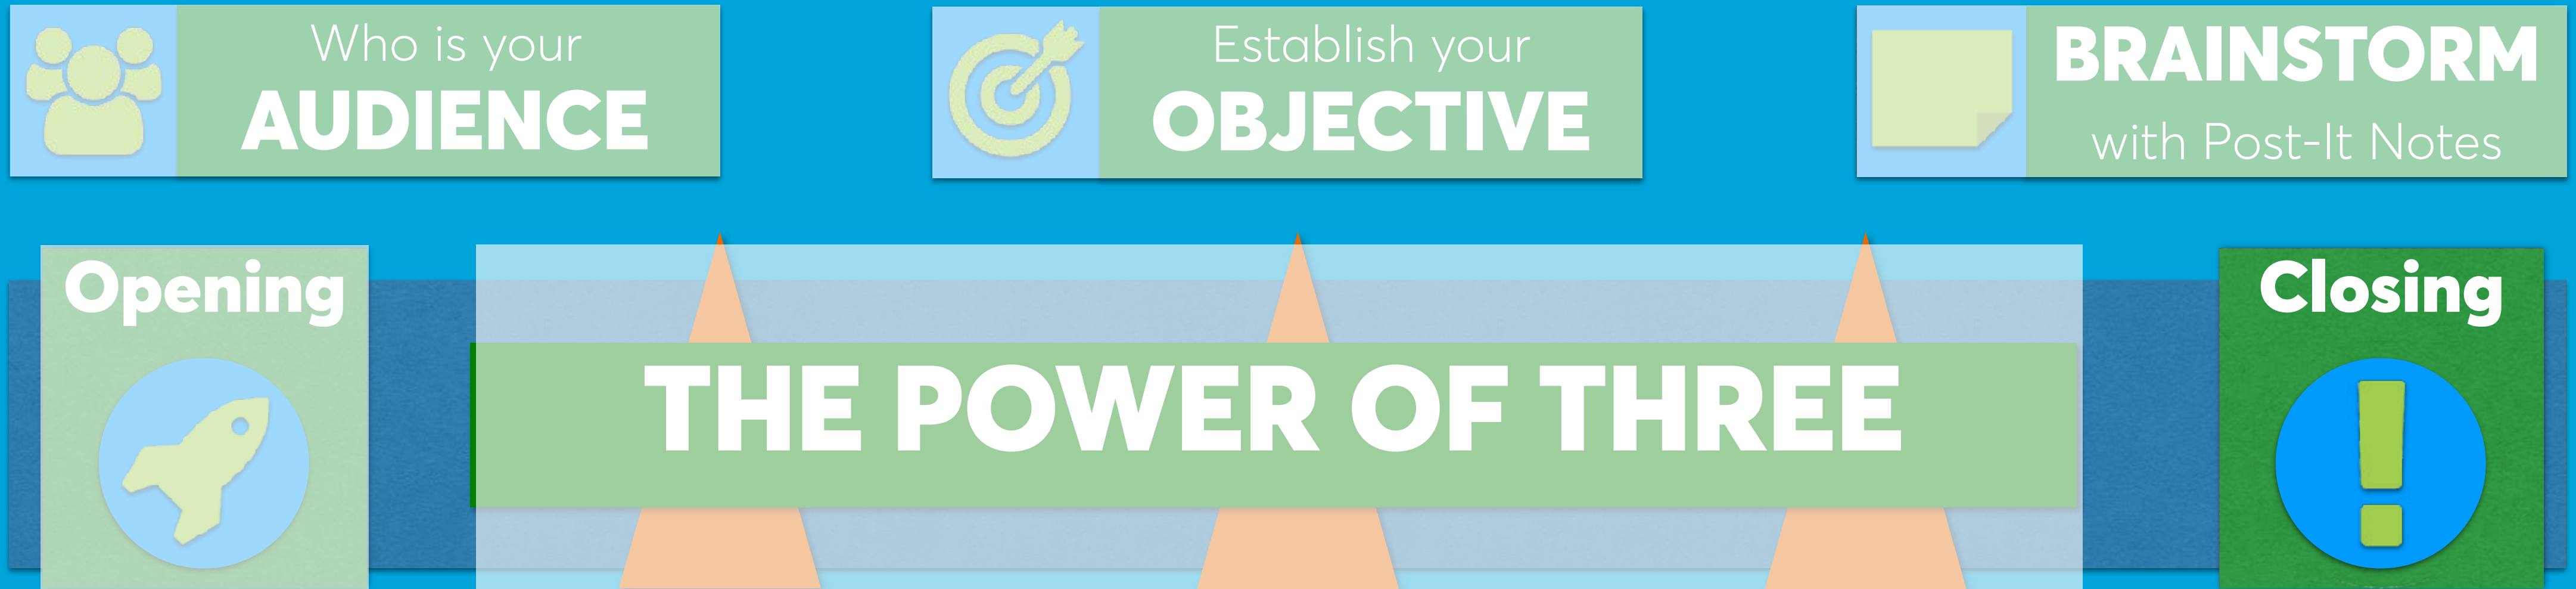 Who is your
AUDIENCE
Establish your
OBJECTIVE
BRAINSTORM
with Post-It Notes
Opening
THE POWER OF THREE
Closing